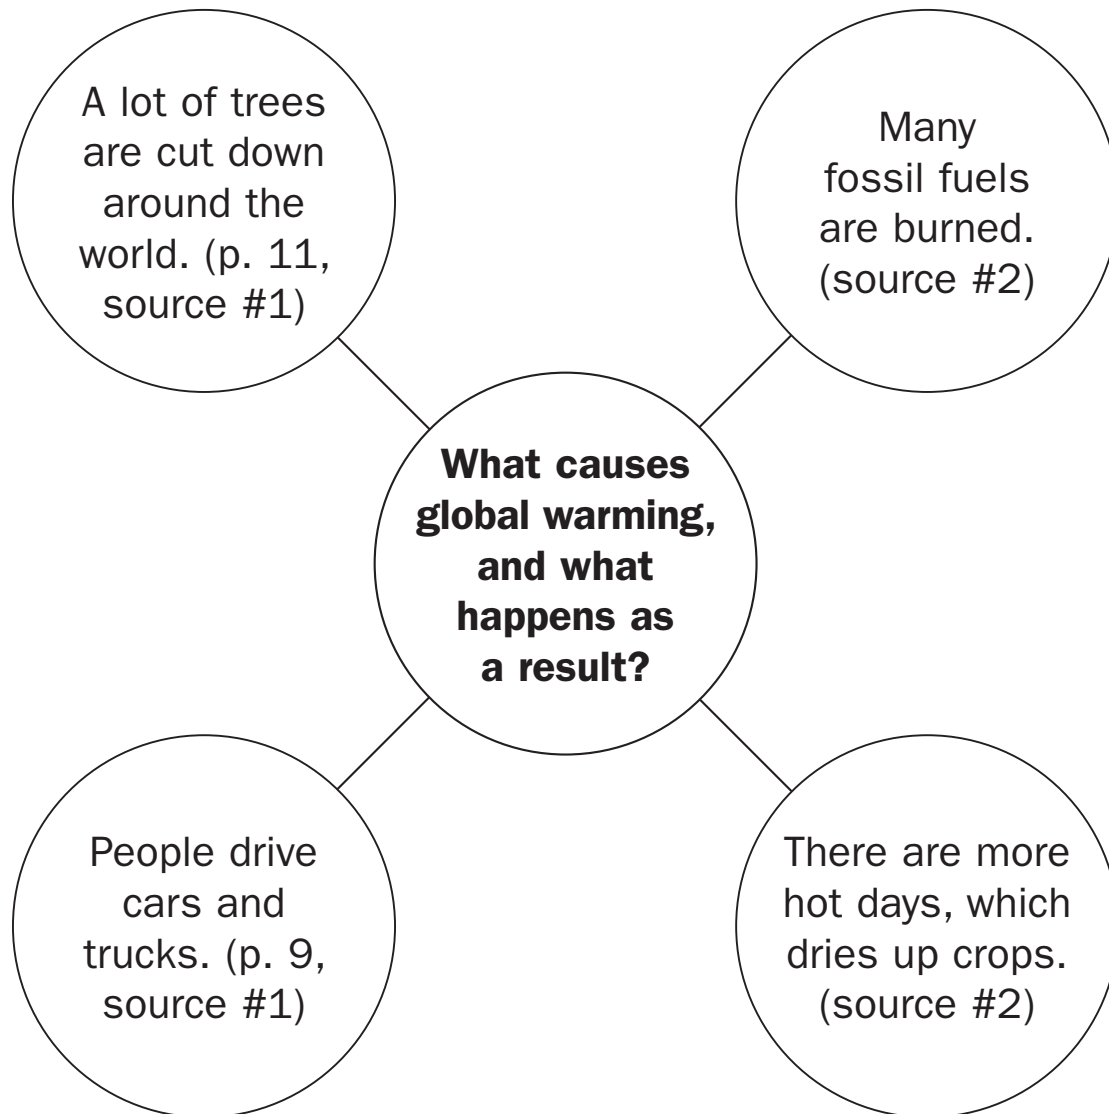 A lot of trees
are cut down
around the
world. (p. 11,
source #1)
Many
fossil fuels
are burned.
(source #2)
What causes
global warming,
and what
happens as
a result?
People drive
cars and
trucks. (p. 9,
source #1)
There are more
hot days, which
dries up crops.
(source #2)